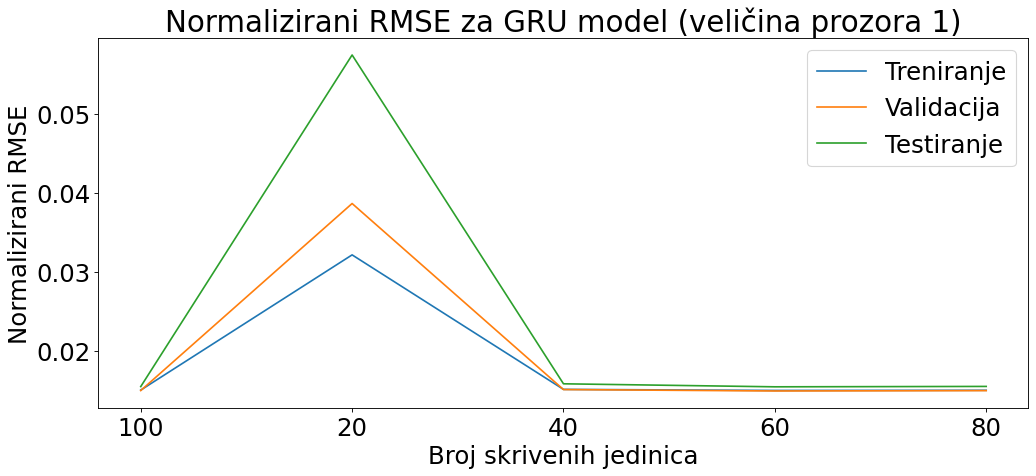 Normalizirani RMSE za GRU model (veličina prozora 1)
Treniranje
Validacija
Testiranje
Normalizirani RMSE
0.05
0.04
0.03
0.02
100 20 40 60 80
Broj skrivenih jedinica